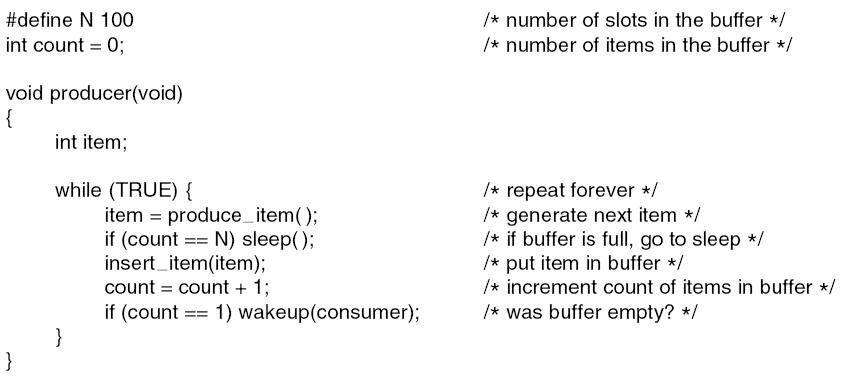 #define N 100 /* number of slots in the buffer */
int count = 0; /* number of items in the buffer */
void producer(void)
{
int item;
while (TRUE) { /* repeat forever */
item = produce_item( ); /* generate next item */
if (count == N) sleep( ); /* if buffer is full, go to sleep */
insert_item(item); /* put item in buffer */
count = count + 1; /* increment count of items in buffer */
if (count == 1) wakeup(consumer); /* was buffer empty? */
}
}